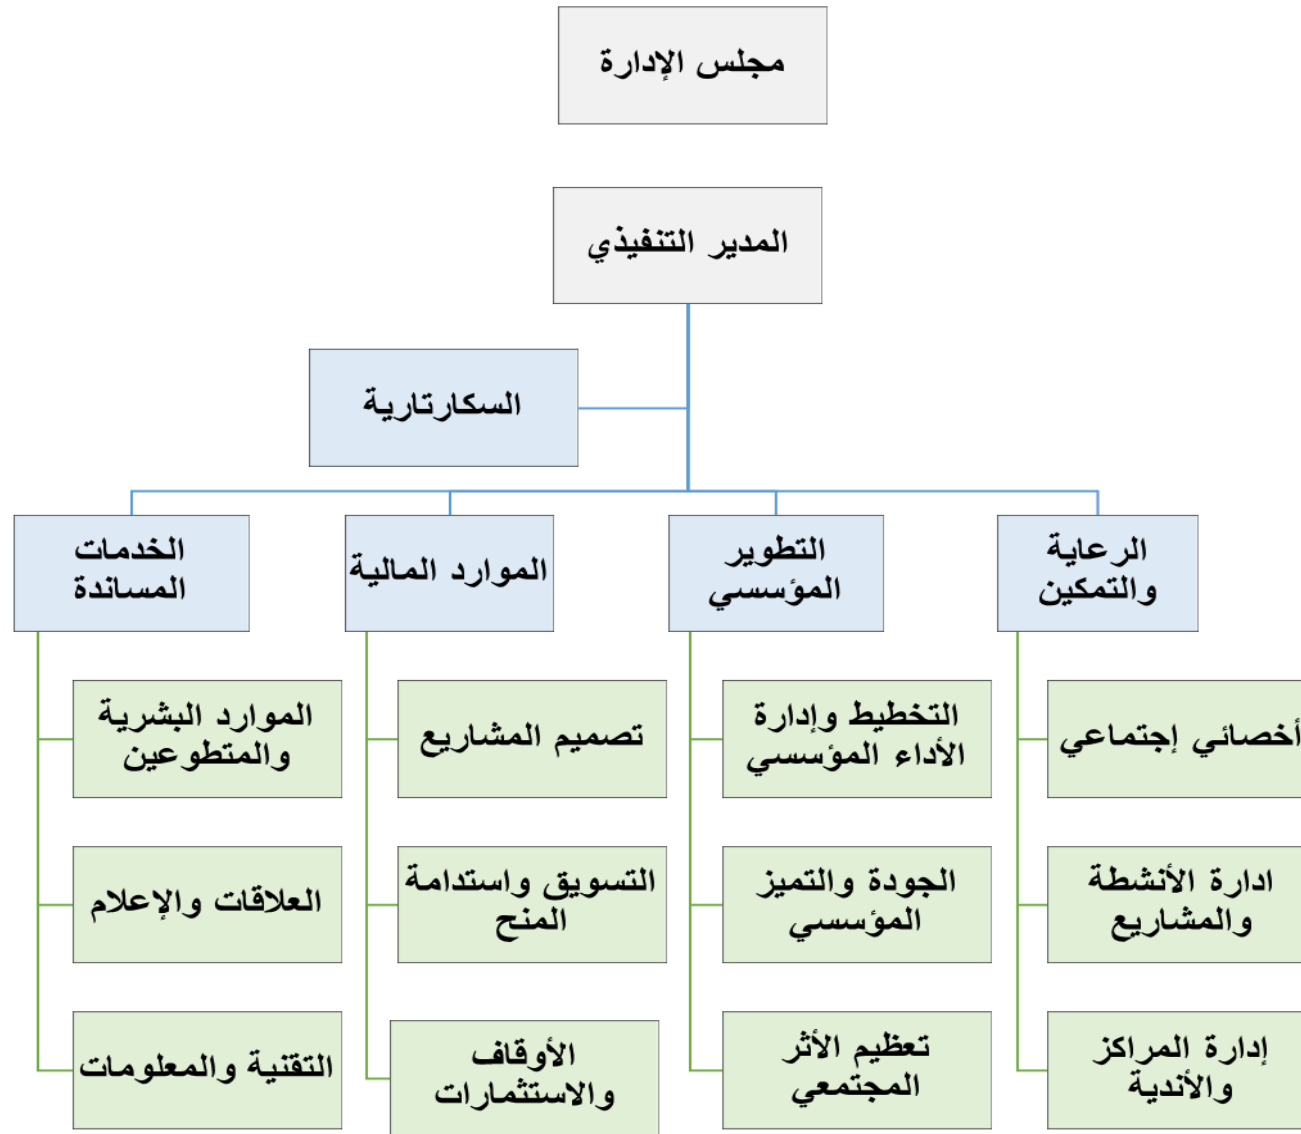 مجلس الإدارة
المدير التنفيذي
السكارتارية
الرعاية
والتمكين
التطوير
المؤسسي
الموارد المالية
الخدمات
المساندة
أخصائي إجتماعي
التخطيط وإدارة
الأداء المؤسسي
تصميم المشاريع
الموارد البشرية
والمتطوعين
ادارة الأنشطة
والمشاريع
الجودة والتميز
المؤسسي
التسويق واستدامة
المنح
العلاقات والإعلام
إدارة المراكز
والأندية
تعظيم الأثر
المجتمعي
الأوقاف
والاستثمارات
التقنية والمعلومات